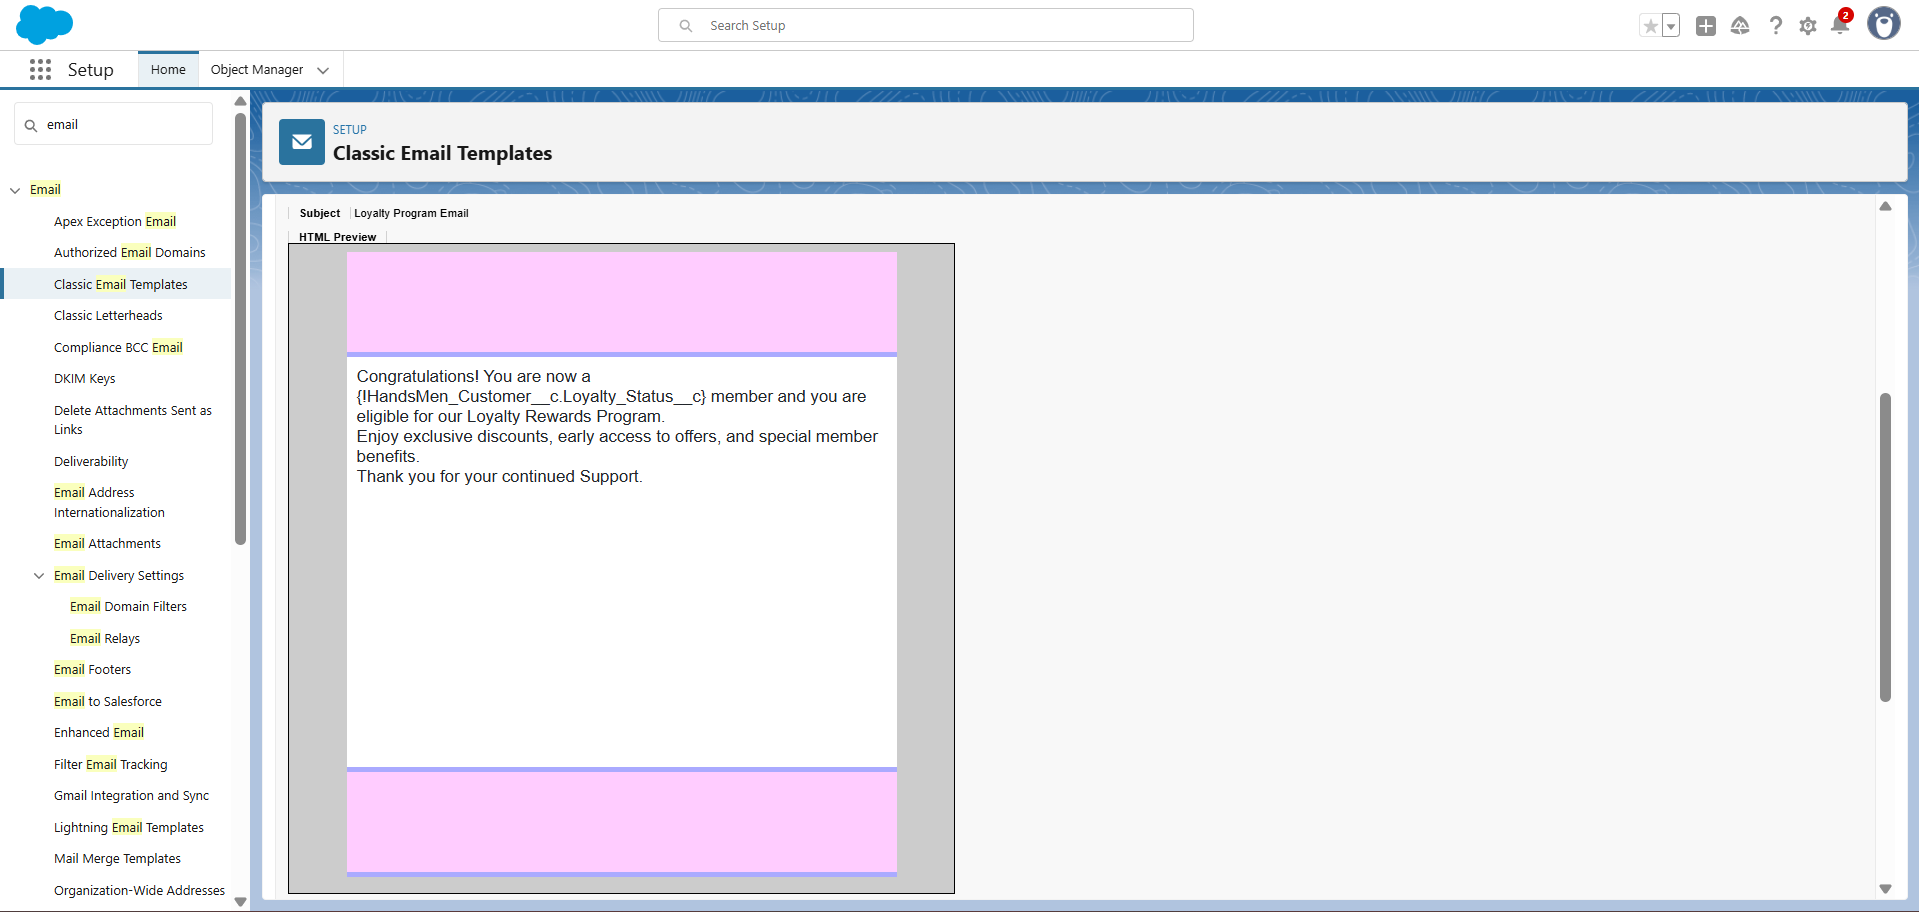 Search Setup
2
Setup
Home
Object Manager
email
Email
Apex Exception Email
Authorized Email Domains
Classic Email Templates
Classic Letterheads
Compliance BCC Email
DKIM Keys
Delete Attachments Sent as
Links
Deliverability
Email Address
Internationalization
Email Attachments
Email Delivery Settings
Email Domain Filters
Email Relays
Email Footers
Email to Salesforce
Enhanced Email
Filter Email Tracking
Gmail Integration and Sync
Lightning Email Templates
Mail Merge Templates
Organization-Wide Addresses
SETUP
Classic Email Templates
Subject Loyalty Program Email
HTML Preview
Congratulations! You are now a
{!HandsMen_Customer__c.Loyalty_Status__c} member and you are
eligible for our Loyalty Rewards Program.
Enjoy exclusive discounts, early access to offers, and special member
benefits.
Thank you for your continued Support.